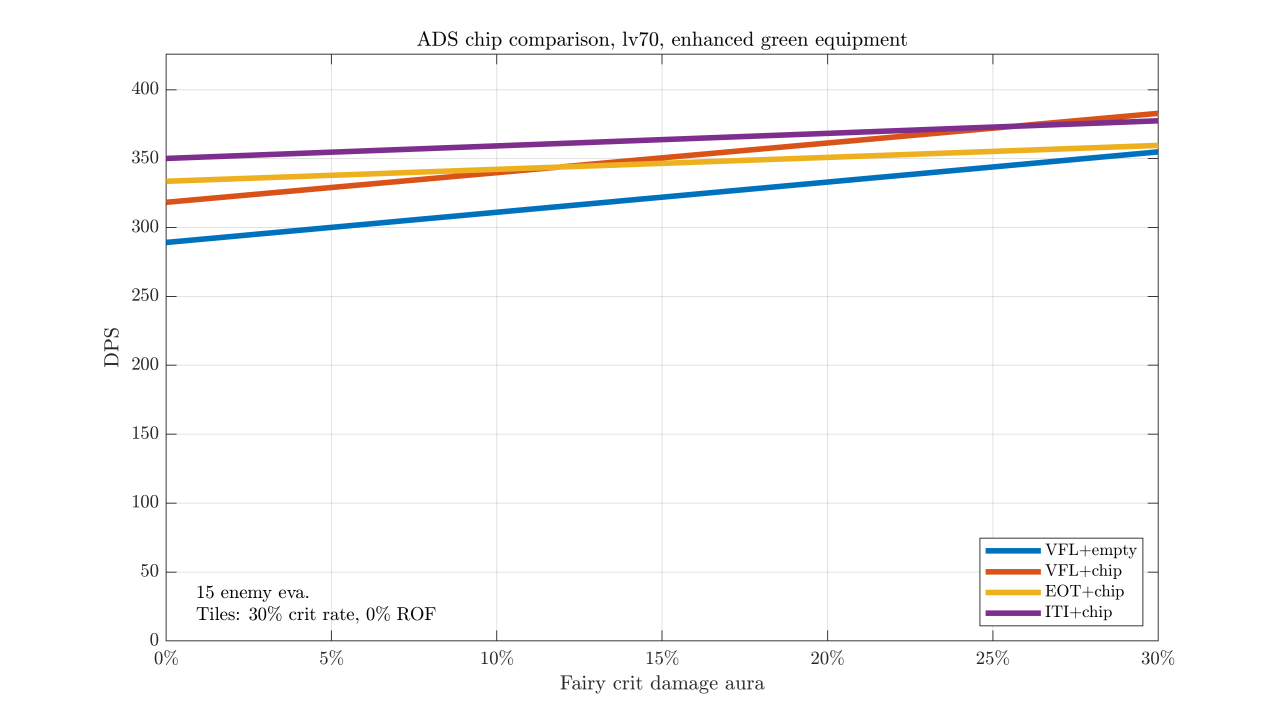 ADS chip comparison, lv70, enhanced green equipment
400
350
300
250
200
150
100
50
0
DPS
0%
5%
10%
15%
20%
25%
30%
Fairy crit damage aura
15 enemy eva.
Tiles: 30% crit rate, 0% ROF
VFL+empty
VFL+chip
EOT+chip
ITI+chip